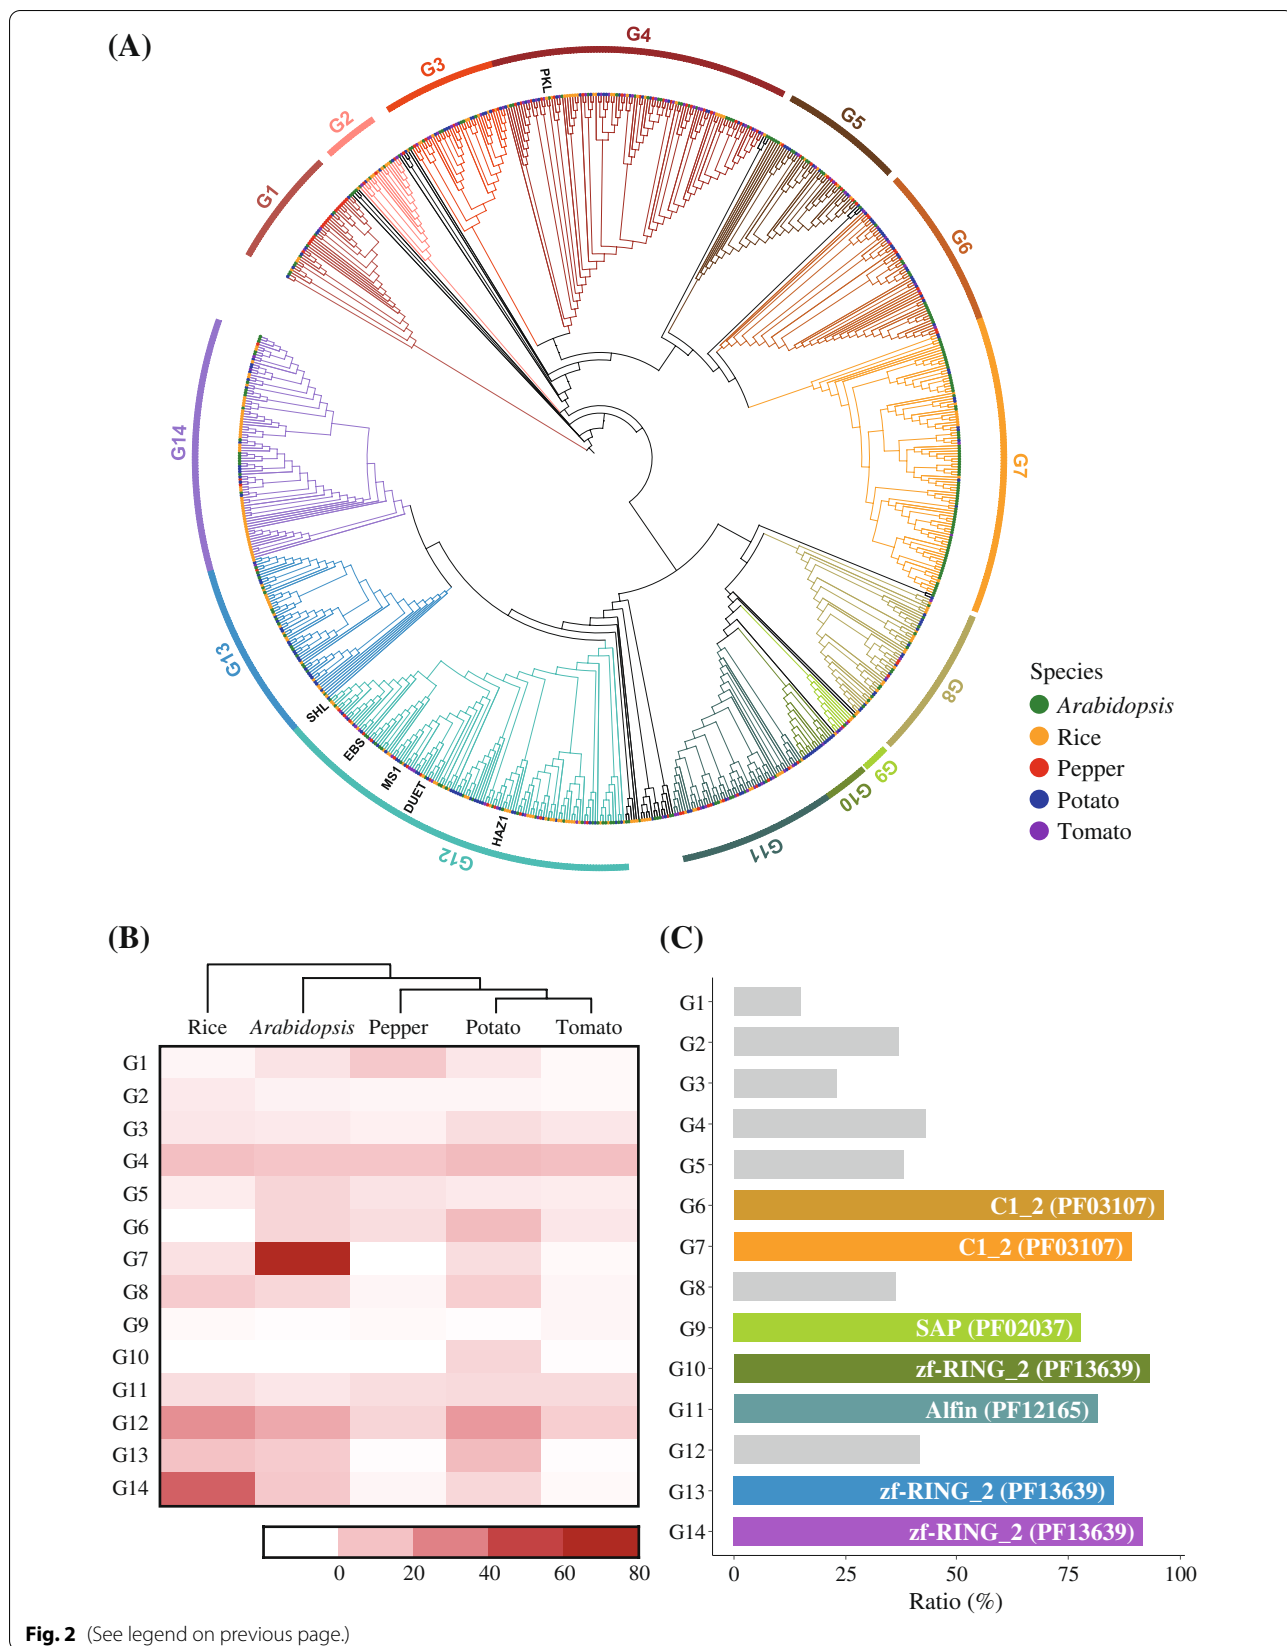 (A)
G1
G2
G3
G4
G5
G6
G7
G8
G9
G10
G11
G12
G13
G14
PKL
SHL
EBS
MS1
DUET
HAZ1
Species
Arabidopsis
Rice
Pepper
Potato
Tomato
(B)
Rice Arabidopsis Pepper Potato Tomato
G1
G2
G3
G4
G5
G6
G7
G8
G9
G10
G11
G12
G13
G14
0 20 40 60 80
(C)
G1
G2
G3
G4
G5
G6 C1_2 (PF03107)
G7 C1_2 (PF03107)
G8
G9 SAP (PF02037)
G10 zf-RING_2 (PF13639)
G11 Alfin (PF12165)
G12
G13 zf-RING_2 (PF13639)
G14 zf-RING_2 (PF13639)
0 25 50 75 100
Ratio (%)
Fig. 2 (See legend on previous page.)